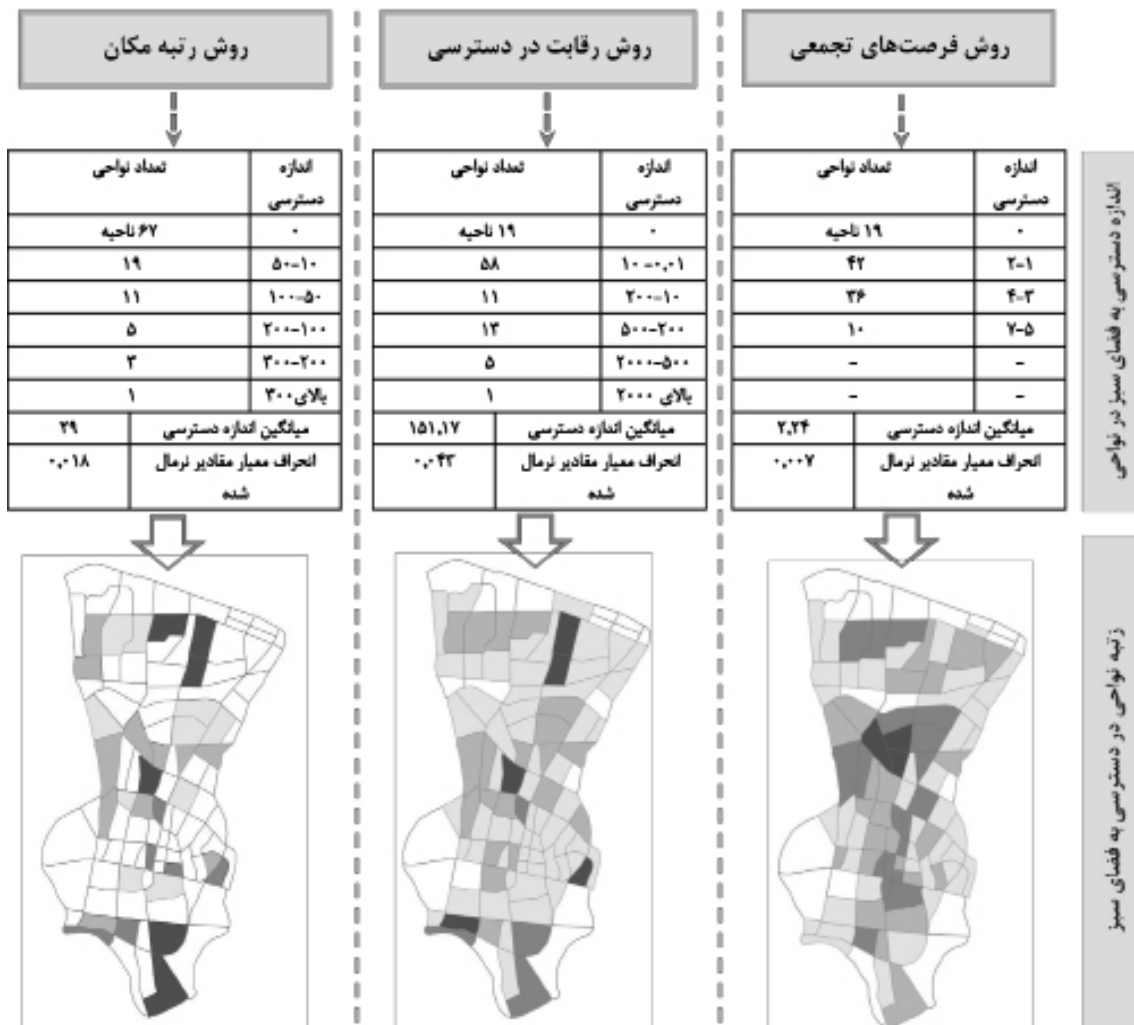 روش فرصت‌های تجمعی
روش رقابت در دسترسی
روش رتبه مکان
اندازه دسترسی به فضای سبز در نواحی
اندازه دسترسی	تعداد نواحی
۰	۱۹ ناحیه
۲-۱	۴۲
۴-۳	۳۶
۷-۵	۱۰
-	-
-	-
میانگین اندازه دسترسی	۲,۲۴
انحراف معیار مقادیر نرمال شده	۰,۰۰۷
اندازه دسترسی	تعداد نواحی
۰	۱۹ ناحیه
۱۰-۰,۰۱	۵۸
۲۰۰-۱۰	۱۱
۵۰۰-۲۰۰	۱۳
۲۰۰۰-۵۰۰	۵
بالای ۲۰۰۰	۱
میانگین اندازه دسترسی	۱۵۱,۱۷
انحراف معیار مقادیر نرمال شده	۰,۰۴۳
اندازه دسترسی	تعداد نواحی
۰	۶۷ ناحیه
۵۰-۱۰	۱۹
۱۰۰-۵۰	۱۱
۲۰۰-۱۰۰	۵
۳۰۰-۲۰۰	۳
بالای۳۰۰	۱
میانگین اندازه دسترسی	۲۹
انحراف معیار مقادیر نرمال شده	۰,۰۱۸
رتبه نواحی در دسترسی به فضای سبز